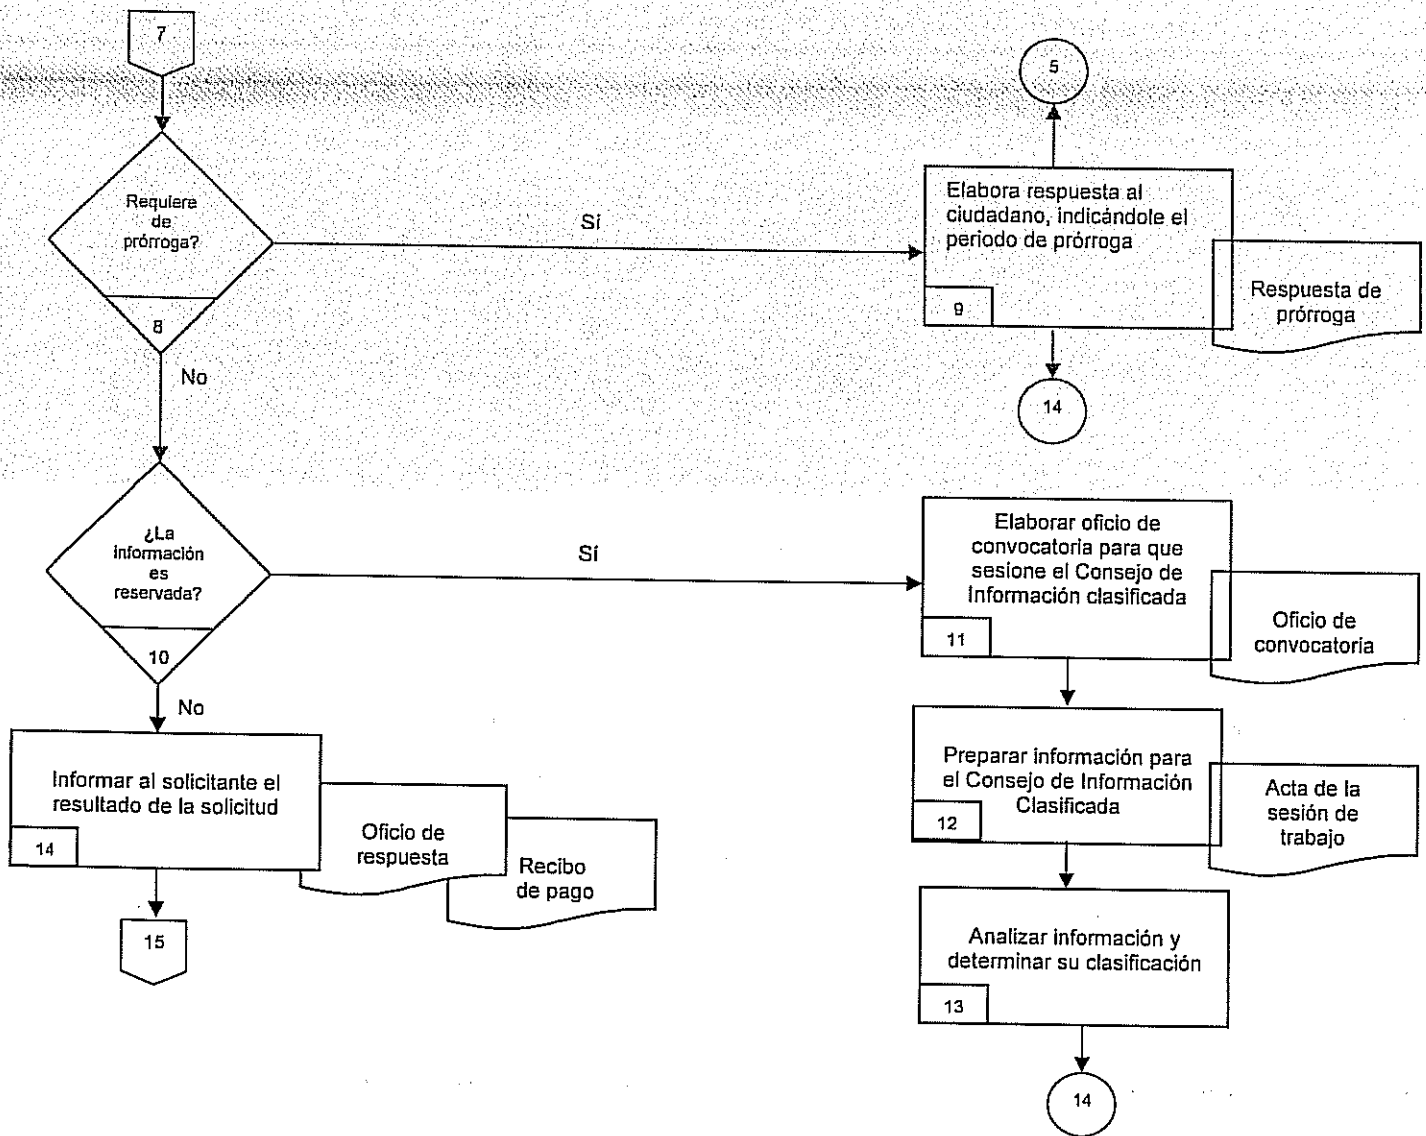 7
5
Requiere
de
prórroga?
8
Sí
Elabora respuesta al
ciudadano, indicándole el
periodo de prórroga
9
Respuesta de
prórroga
14
No
¿La
información
es
reservada?
10
Sí
Elaborar oficio de
convocatoria para que
sesione el Consejo de
Información clasificada
11
Oficio de
convocatoria
No
Informar al solicitante el
resultado de la solicitud
14
Oficio de
respuesta
Recibo
de pago
15
Preparar información para
el Consejo de Información
Clasificada
12
Acta de la
sesión de
trabajo
Analizar información y
determinar su clasificación
13
14